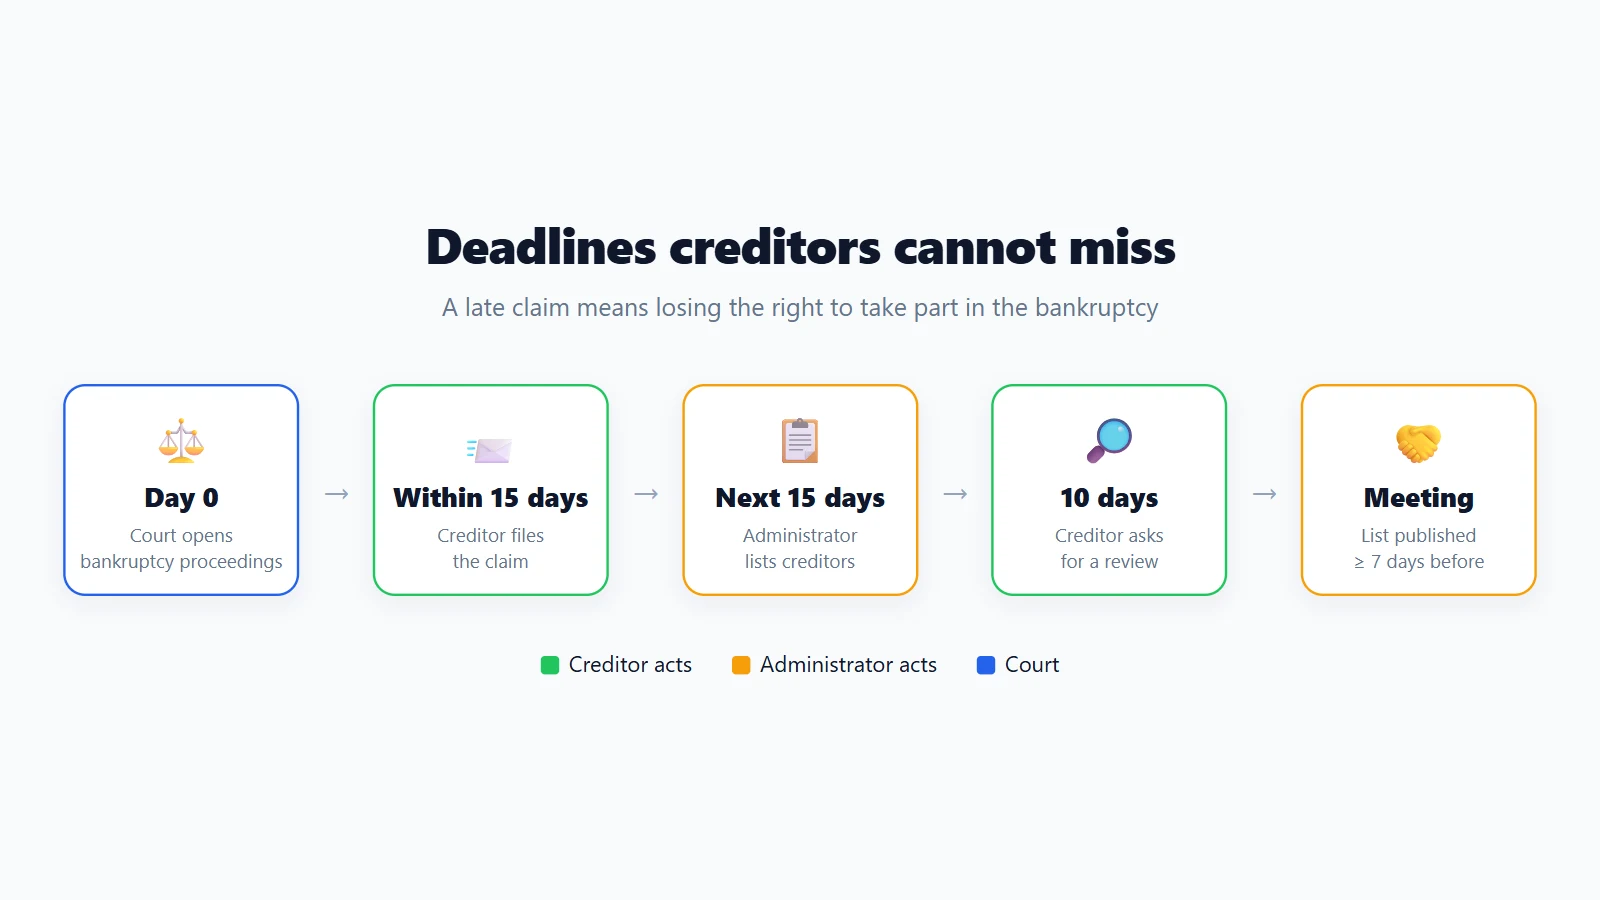 Deadlines creditors cannot miss
A late claim means losing the right to take part in the bankruptcy
Day 0
Court opens
bankruptcy proceedings
→
Within 15 days
Creditor files
the claim
→
Next 15 days
Administrator
lists creditors
→
10 days
Creditor asks
for a review
→
Meeting
List published
≥ 7 days before
Creditor acts
Administrator acts
Court